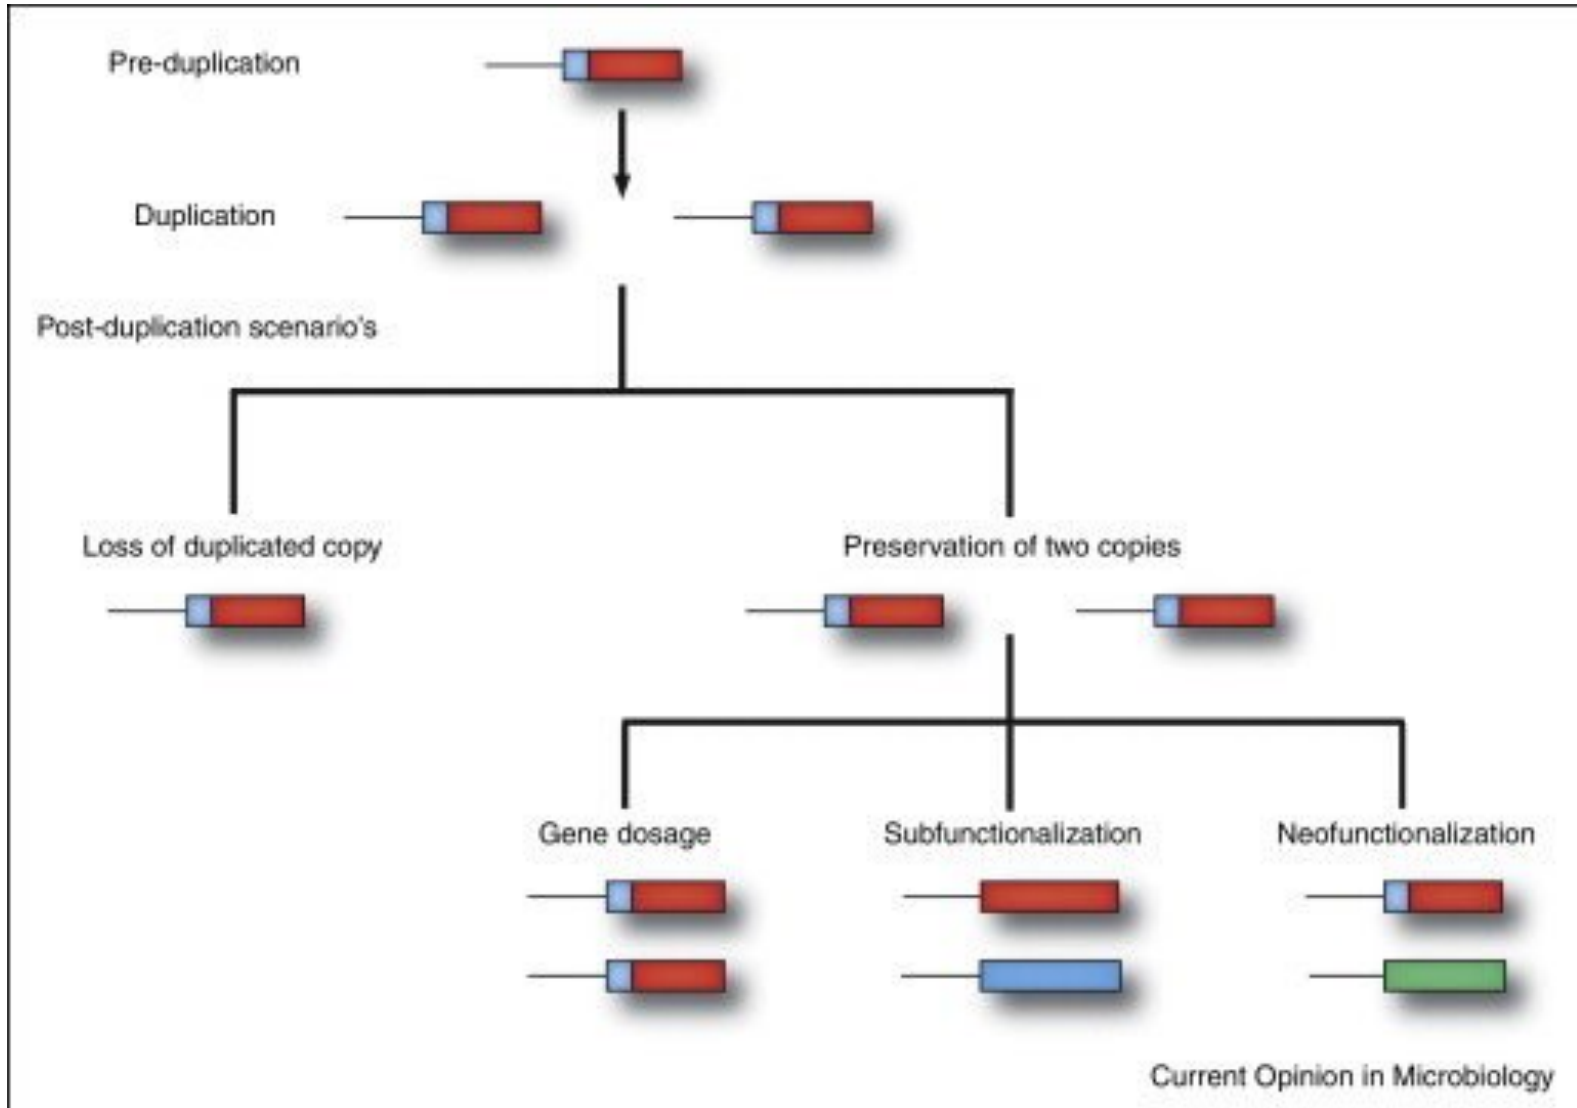 Pre-duplication
Duplication
Post-duplication scenario's
Loss of duplicated copy
Preservation of two copies
Gene dosage
Subfunctionalization
Neofunctionalization
Current Opinion in Microbiology